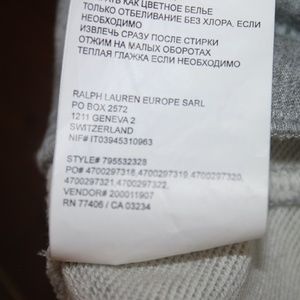 СТИРАТЬ КАК ЦВЕТНОЕ БЕЛЬЕ
ТОЛЬКО ОТБЕЛИВАНИЕ БЕЗ ХЛОРА. ЕСЛИ
НЕОБХОДИМО
ИЗВЛЕЧЬ СРАЗУ ПОСЛЕ СТИРКИ
ОТЖИМ НА МАЛЫХ ОБОРОТАХ
ТЕПЛАЯ ГЛАЖКА ЕСЛИ НЕОБХОДИМО
RALPH LAUREN EUROPE SARL
PO BOX 2572
1211 GENEVA 2
SWITZERLAND
NIF# IT03945310963
STYLE# 795532328
PO# 4700297318,4700297319,4700297320,
4700297321,4700297322,
VENDOR# 200011907
RN 77406 / CA 03234